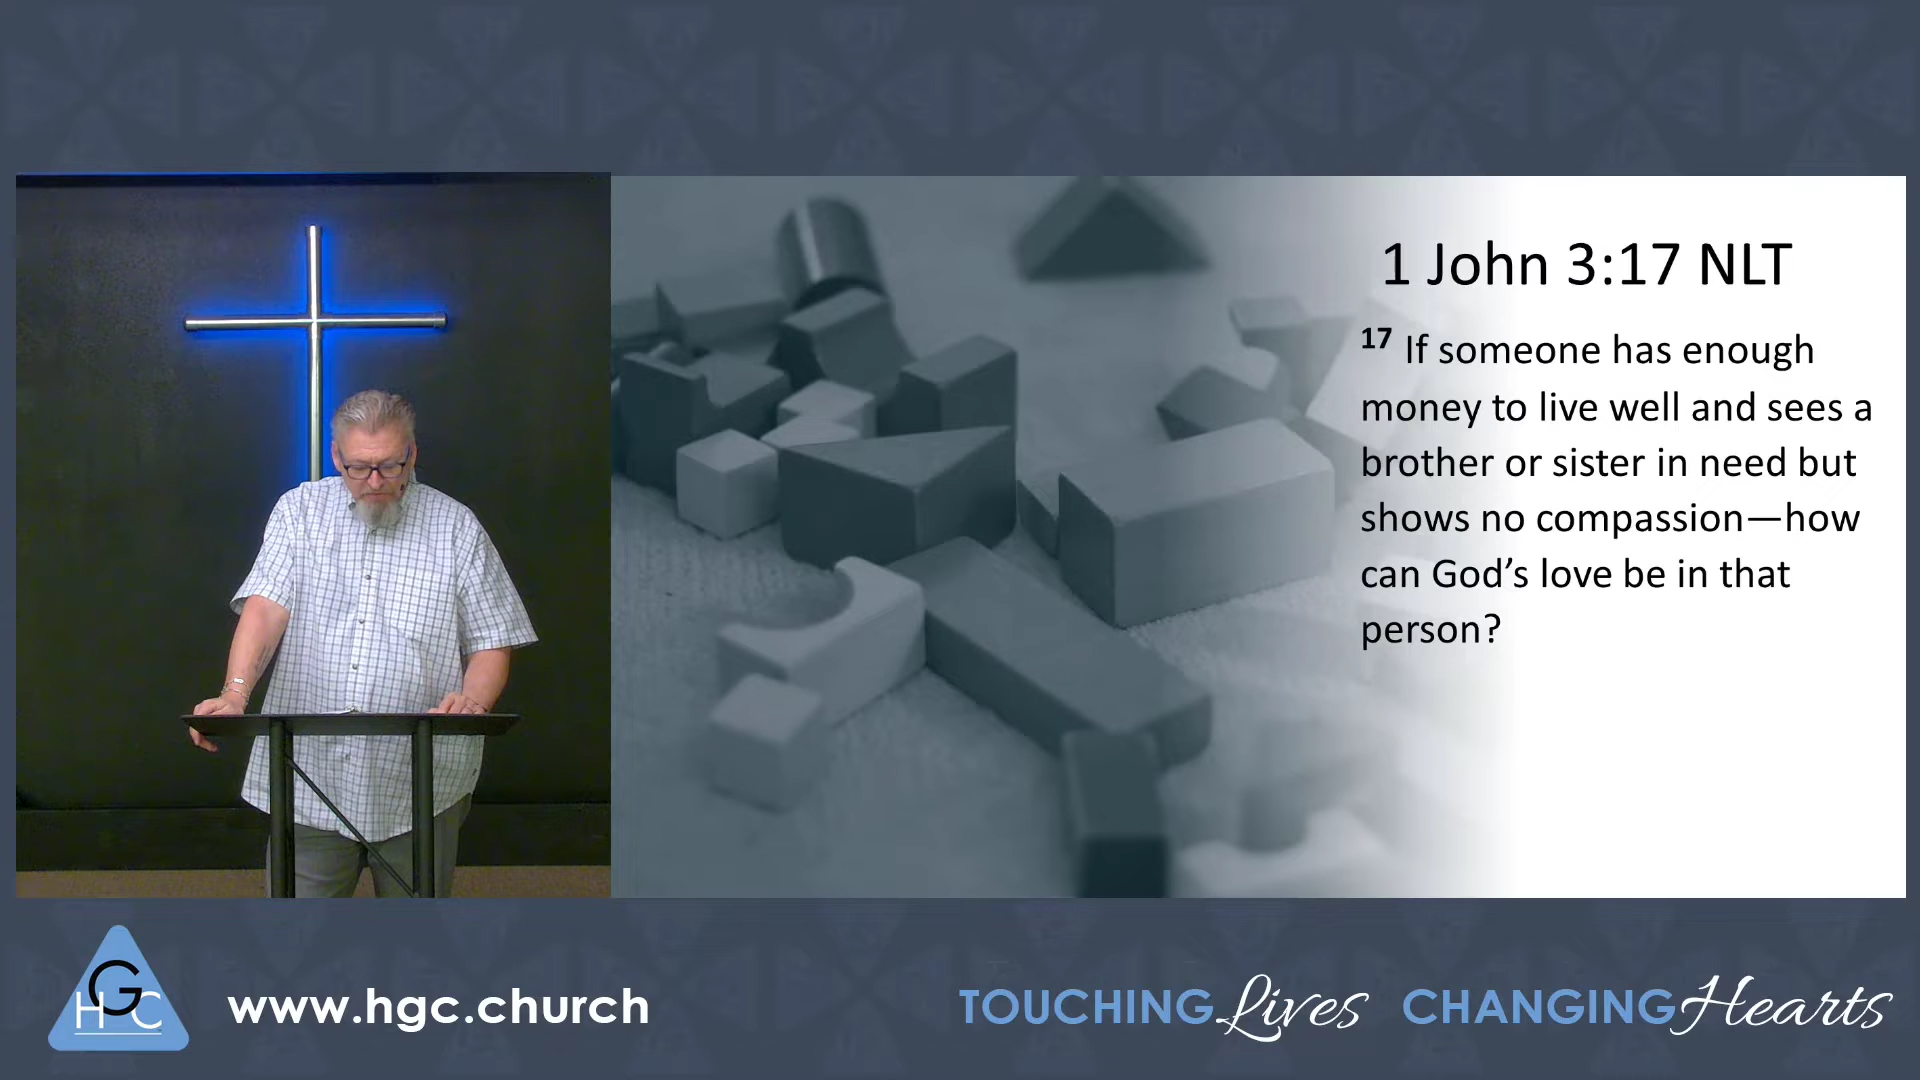 1 John 3:17 NLT
17 If someone has enough
money to live well and sees a
brother or sister in need but
shows no compassion—how
can God’s love be in that
person?
HGC
www.hgc.church
TOUCHING Lives CHANGING Hearts